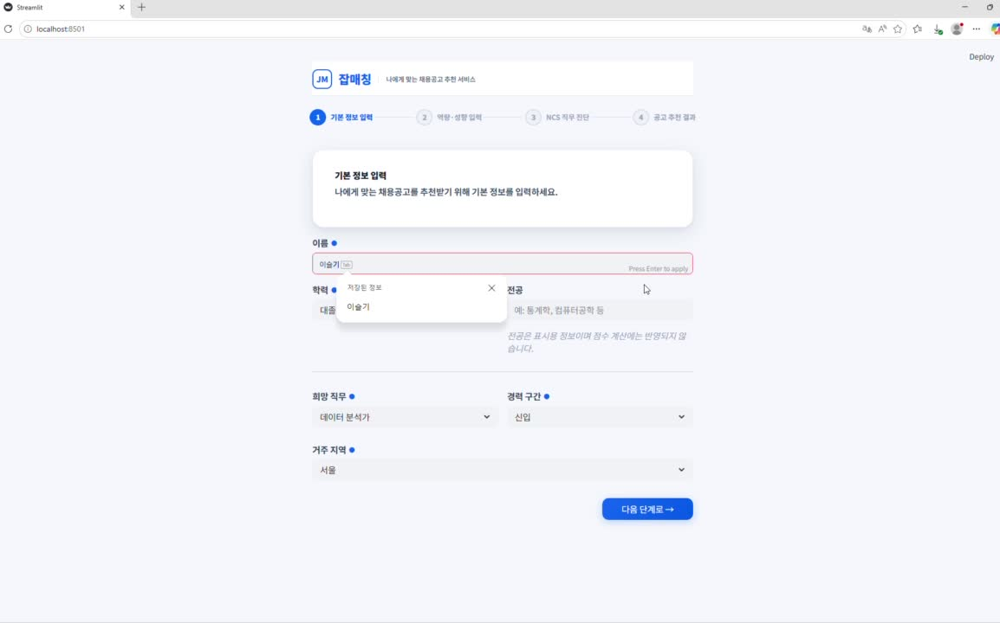 Streamlit
localhost:8501
Deploy
JM 잡매칭 나에게 맞는 채용공고 추천 서비스
1 기본 정보 입력 2 역량·성향 입력 3 NCS 직무 진단 4 공고 추천 결과
기본 정보 입력
나에게 맞는 채용공고를 추천받기 위해 기본 정보를 입력하세요.
이름
이슬기 Tab
Press Enter to apply
저장된 정보
이슬기
학력
대졸
전공
예: 통계학, 컴퓨터공학 등
전공은 표시용 정보이며 점수 계산에는 반영되지 않
습니다.
희망 직무
데이터 분석가
경력 구간
신입
거주 지역
서울
다음 단계로 →